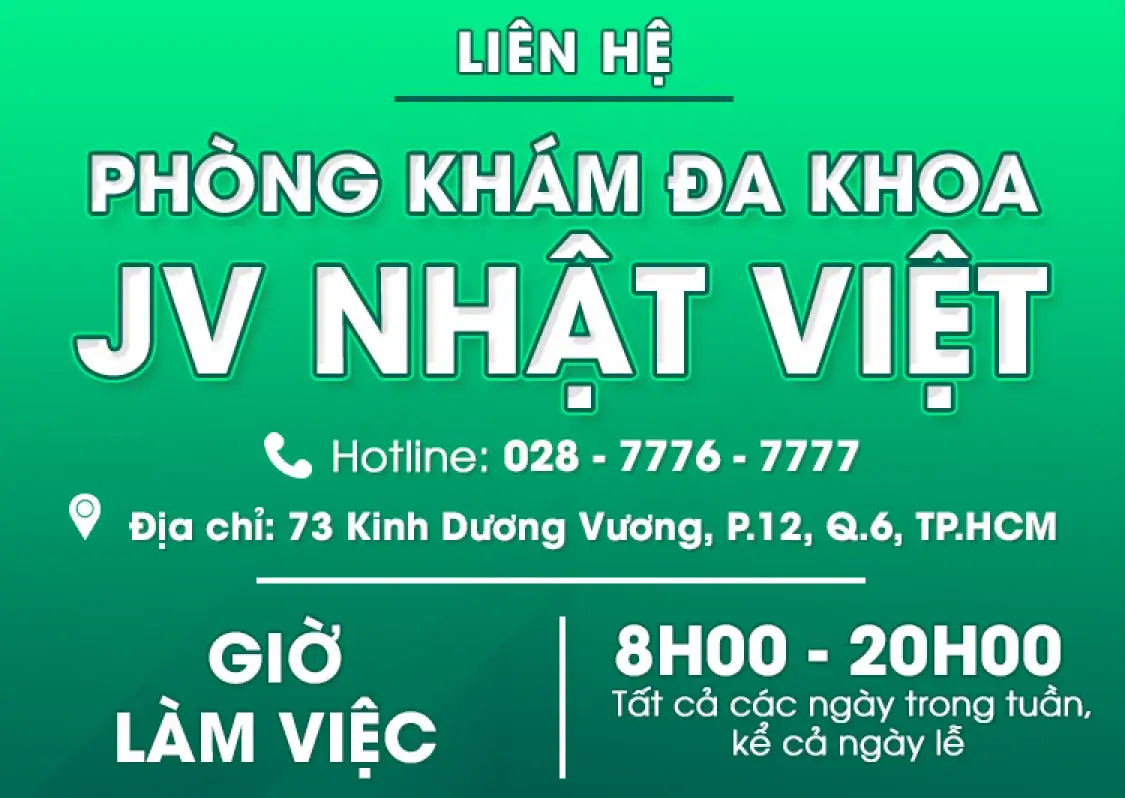 LIÊN HỆ
PHÒNG KHÁM ĐA KHOA
JV NHẬT VIỆT
Hotline: 028 - 7776 - 7777
Địa chỉ: 73 Kinh Dương Vương, P.12, Q.6, TP.HCM
GIỜ
LÀM VIỆC
8H00 - 20H00
Tất cả các ngày trong tuần,
kể cả ngày lễ